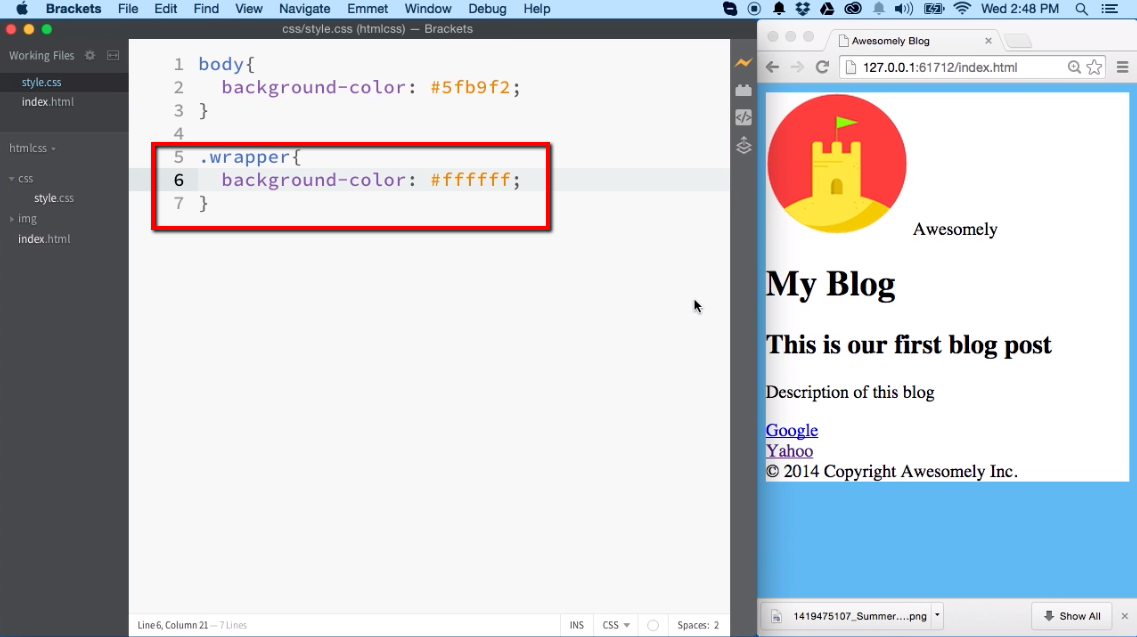 Brackets File Edit Find View Navigate Emmet Window Debug Help Wed 2:48 PM
css/style.css (htmlcss) — Brackets
Working Files
style.css
index.html
htmlcss
css
style.css
img
index.html
1 body{
2 background-color: #5fb9f2;
3 }
4
5 .wrapper{
6 background-color: #ffffff;
7 }
Line 6, Column 21 — 7 Lines
INS CSS Spaces: 2
Awesomely Blog
127.0.0.1:61712/index.html
Awesomely
My Blog
This is our first blog post
Description of this blog
Google
Yahoo
© 2014 Copyright Awesomely Inc.
1419475107_Summer....png Show All